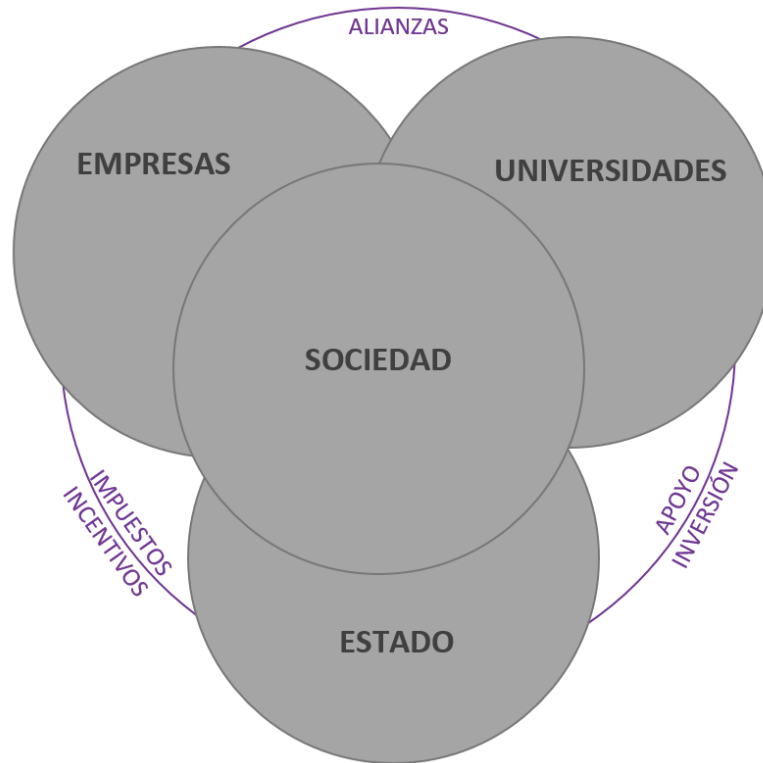 ALIANZAS
EMPRESAS
UNIVERSIDADES
SOCIEDAD
IMPUESTOS
INCENTIVOS
APOYO
INVERSIÓN
ESTADO